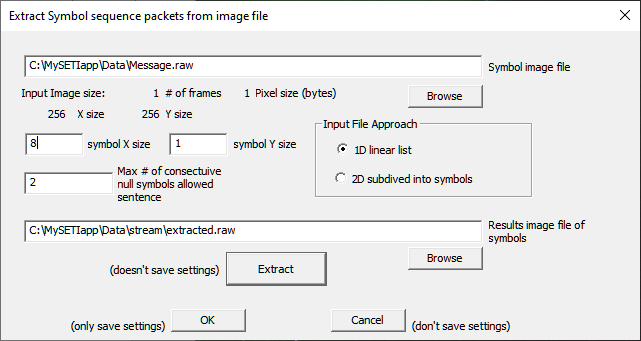 Extract Symbol sequence packets from image file
C:\MySETIapp\Data\Message.raw
Symbol image file
Input Image size: 1 # of frames 1 Pixel size (bytes)
Browse
256 X size 256 Y size
8 symbol X size 1 symbol Y size
Input File Approach
1D linear list
2D subdived into symbols
2
Max # of consectuive
null symbols allowed
sentence
C:\MySETIapp\Data\stream\extracted.raw
Results image file of
symbols
Browse
(doesn't save settings) Extract
(only save settings) OK Cancel (don't save settings)